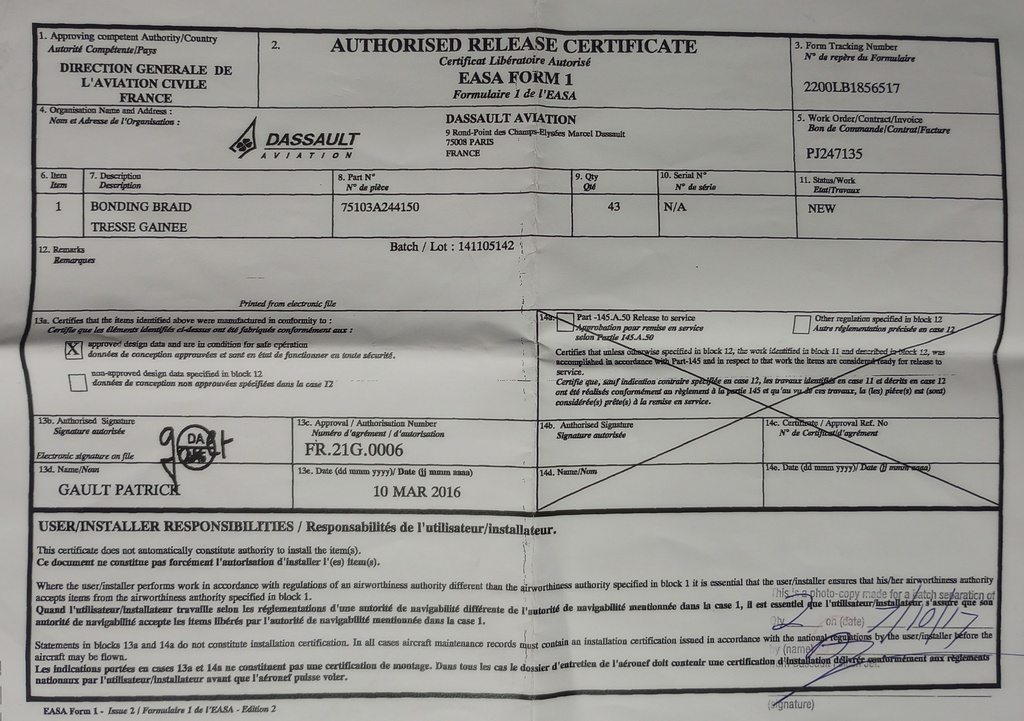 1. Approving competent Authority/Country
Autorité Compétente/Pays
DIRECTION GENERALE DE
L'AVIATION CIVILE
FRANCE
2.
AUTHORISED RELEASE CERTIFICATE
Certificat Libératoire Autorisé
EASA FORM 1
Formulaire 1 de l'EASA
3. Form Tracking Number
N° de repère du Formulaire
2200LB1856517
4. Organisation Name and Address :
Nom et Adresse de l'Organisation :
DASSAULT
AVIATION
DASSAULT AVIATION
9 Rond-Point des Champs-Elysées Marcel Dassault
75008 PARIS
FRANCE
5. Work Order/Contract/Invoice
Bon de Commande/Contrat/Facture
PJ247135
6. Item
Item
7. Description
Description
8. Part N°
N° de pièce
9. Qty
Qté
10. Serial N°
N° de série
11. Status/Work
Etat/Travaux
1
BONDING BRAID
TRESSE GAINEE
75103A244150
43
N/A
NEW
12. Remarks
Remarques
Batch / Lot : 141105142
Printed from electronic file
13a. Certifies that the items identified above were manufactured in conformity to :
Certifie que les éléments identifiés ci-dessus ont été fabriqués conformément aux :
X
approved design data and are in condition for safe opération
données de conception approuvées et sont en état de fonctionner en toute sécurité.
non-approved design data specified in block 12
données de conception non approuvées spécifiées dans la case 12
14a.
Part -145.A.50 Release to service
Approbation pour remise en service
selon Partie 145.A.50
Other regulation specified in block 12
Autre réglementation précisée en case 12
Certifies that unless otherwise specified in block 12, the work identified in block 11 and described in block 12, was
accomplished in accordance with Part-145 and in respect to that work the items are considered ready for release to
service.
Certifie que, sauf indication contraire spécifiée en case 12, les travaux identifiés en case 11 et décrits en case 12
ont été réalisés conformément au règlement à la partie 145 et qu'au vu de ces travaux, la (les) pièce(s) est (sont)
considérée(s) prête(s) à la remise en service.
13b. Authorised Signature
Signature autorisée
Electronic signature on file
DA
13c. Approval / Authorisation Number
Numéro d'agrément / d'autorisation
FR.21G.0006
14b. Authorised Signature
Signature autorisée
14c. Certificate / Approval Ref. No
N° de Certificat/d'agrément
13d. Name/Nom
GAULT PATRICK
13e. Date (dd mmm yyyy)/ Date (jj mmm aaaa)
10 MAR 2016
14d. Name/Nom
14e. Date (dd mmm yyyy)/ Date (jj mmm aaaa)
USER/INSTALLER RESPONSIBILITIES / Responsabilités de l'utilisateur/installateur.
This certificate does not automatically constitute authority to install the item(s).
Ce document ne constitue pas forcément l'autorisation d'installer l'(es) item(s).
Where the user/installer performs work in accordance with regulations of an airworthiness authority different than the airworthiness authority specified in block 1 it is essential that the user/installer ensures that his/her airworthiness authority
accepts items from the airworthiness authority specified in block 1.
Quand l'utilisateur/installateur travaille selon les réglementations d'une autorité de navigabilité différente de l'autorité de navigabilité mentionnée dans la case 1, il est essentiel que l'utilisateur/installateur s'assure que son
autorité de navigabilité accepte les items libérés par l'autorité de navigabilité mentionnée dans la case 1.
This is a photo-copy made for a batch separation of
Qty 2 on (date) 7/10/17
by (name)
(signature)
Statements in blocks 13a and 14a do not constitute installation certification. In all cases aircraft maintenance records must contain an installation certification issued in accordance with the national regulations by the user/installer before the
aircraft may be flown.
Les indications portées en cases 13a et 14a ne constituent pas une certification de montage. Dans tous les cas le dossier d'entretien de l'aéronef doit contenir une certification d'installation délivrée conformément aux règlements
nationaux par l'utilisateur/installateur avant que l'aéronef puisse voler.
EASA Form 1 - Issue 2 / Formulaire 1 de l'EASA - Edition 2